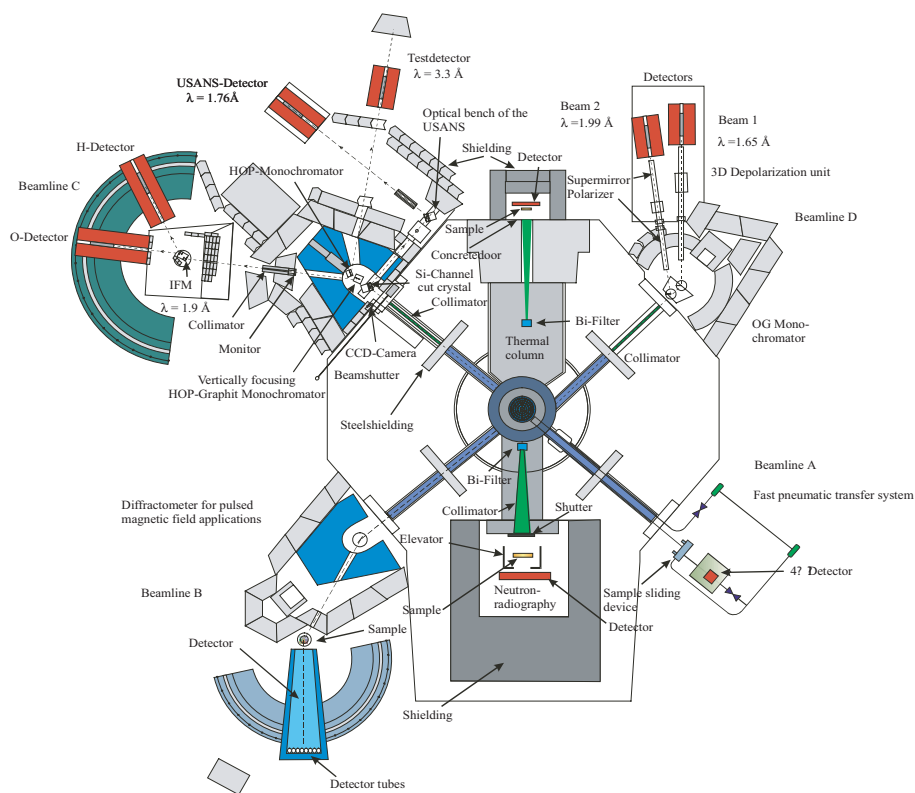 Testdetector
λ = 3.3 Å
USANS-Detector
λ = 1.76Å
Optical bench of the
USANS
Shielding
Detector
Detectors
Beam 2
λ =1.99 Å
Beam 1
λ =1.65 Å
3D Depolarization unit
Supermirror
Polarizer
Beamline D
H-Detector
Beamline C
O-Detector
HOP-Monochromator
Sample
Concretedoor
Si-Channel
cut crystal
Collimator
IFM
λ = 1.9 Å
Collimator
Monitor
CCD-Camera
Beamshutter
Vertically focusing
HOP-Graphit Monochromator
Steelshielding
Bi-Filter
Thermal
column
Collimator
OG Mono-
chromator
Bi-Filter
Collimator
Shutter
Elevator
Sample
Neutron-
radiography
Detector
Shielding
Beamline A
Fast pneumatic transfer system
4? ? Detector
Sample sliding
device
Diffractometer for pulsed
magnetic field applications
Beamline B
Detector
Sample
Detector tubes